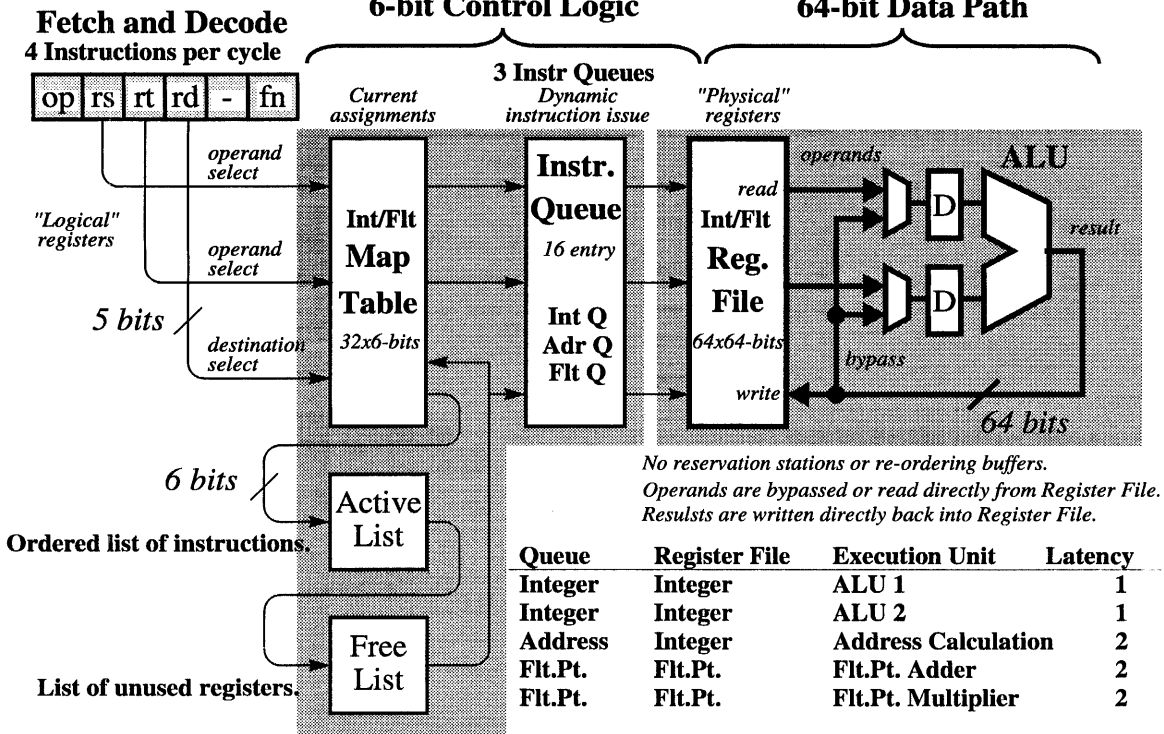 6-bit Control Logic
64-bit Data Path
Fetch and Decode
4 Instructions per cycle
op rs rt rd - fn
3 Instr Queues
Current
assignments
Dynamic
instruction issue
"Physical"
registers
operand
select
"Logical"
registers
operand
select
5 bits
destination
select
Int/Flt
Map
Table
32x6-bits
Instr.
Queue
16 entry
Int Q
Adr Q
Flt Q
read
Int/Flt
Reg.
File
64x64-bits
write
operands
ALU
D
D
result
bypass
64 bits
6 bits
Active
List
Ordered list of instructions.
Free
List
List of unused registers.
No reservation stations or re-ordering buffers.
Operands are bypassed or read directly from Register File.
Resulsts are written directly back into Register File.
Queue Register File Execution Unit Latency
Integer Integer ALU 1 1
Integer Integer ALU 2 1
Address Integer Address Calculation 2
Flt.Pt. Flt.Pt. Flt.Pt. Adder 2
Flt.Pt. Flt.Pt. Flt.Pt. Multiplier 2